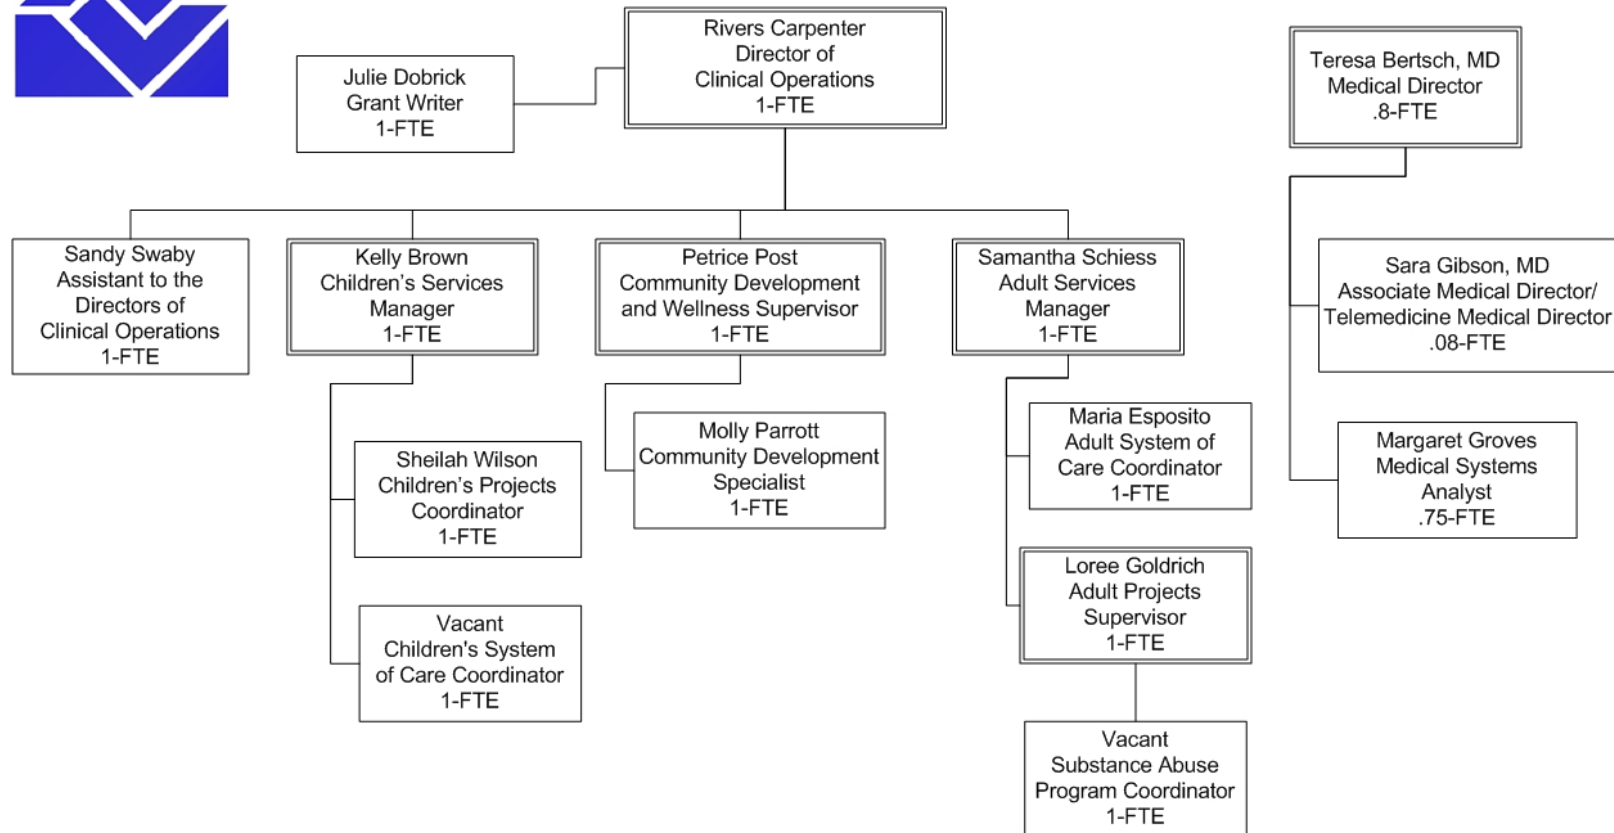 Rivers Carpenter
Director of
Clinical Operations
1-FTE
Julie Dobrick
Grant Writer
1-FTE
Teresa Bertsch, MD
Medical Director
.8-FTE
Sandy Swaby
Assistant to the
Directors of
Clinical Operations
1-FTE
Kelly Brown
Children’s Services
Manager
1-FTE
Petrice Post
Community Development
and Wellness Supervisor
1-FTE
Samantha Schiess
Adult Services
Manager
1-FTE
Sara Gibson, MD
Associate Medical Director/
Telemedicine Medical Director
.08-FTE
Sheilah Wilson
Children’s Projects
Coordinator
1-FTE
Molly Parrott
Community Development
Specialist
1-FTE
Maria Esposito
Adult System of
Care Coordinator
1-FTE
Margaret Groves
Medical Systems
Analyst
.75-FTE
Vacant
Children's System
of Care Coordinator
1-FTE
Loree Goldrich
Adult Projects
Supervisor
1-FTE
Vacant
Substance Abuse
Program Coordinator
1-FTE